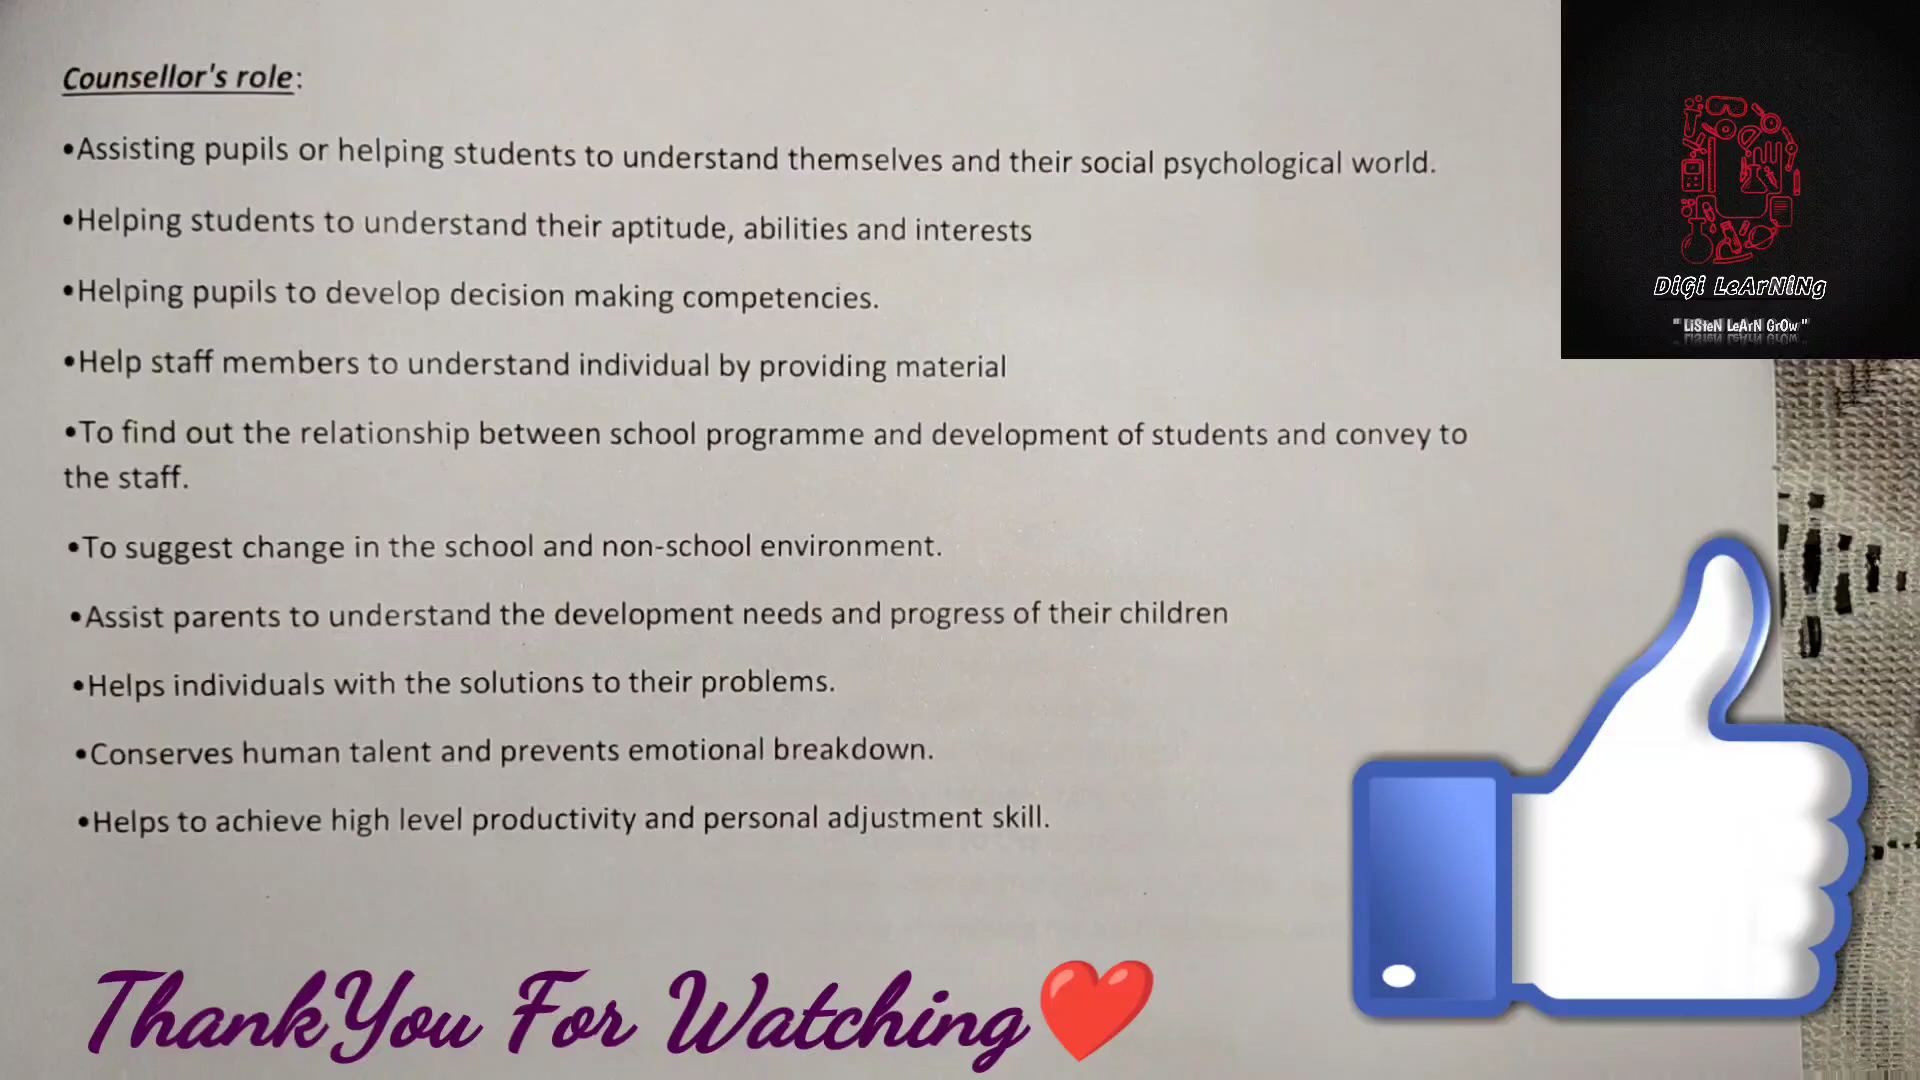 Counsellor's role:
•Assisting pupils or helping students to understand themselves and their social psychological world.
•Helping students to understand their aptitude, abilities and interests
•Helping pupils to develop decision making competencies.
•Help staff members to understand individual by providing material
•To find out the relationship between school programme and development of students and convey to
the staff.
•To suggest change in the school and non-school environment.
•Assist parents to understand the development needs and progress of their children
•Helps individuals with the solutions to their problems.
•Conserves human talent and prevents emotional breakdown.
•Helps to achieve high level productivity and personal adjustment skill.
DiGi LeArNiNg
"LiSteN LeArN GrOw"
ThankYou For Watching❤️